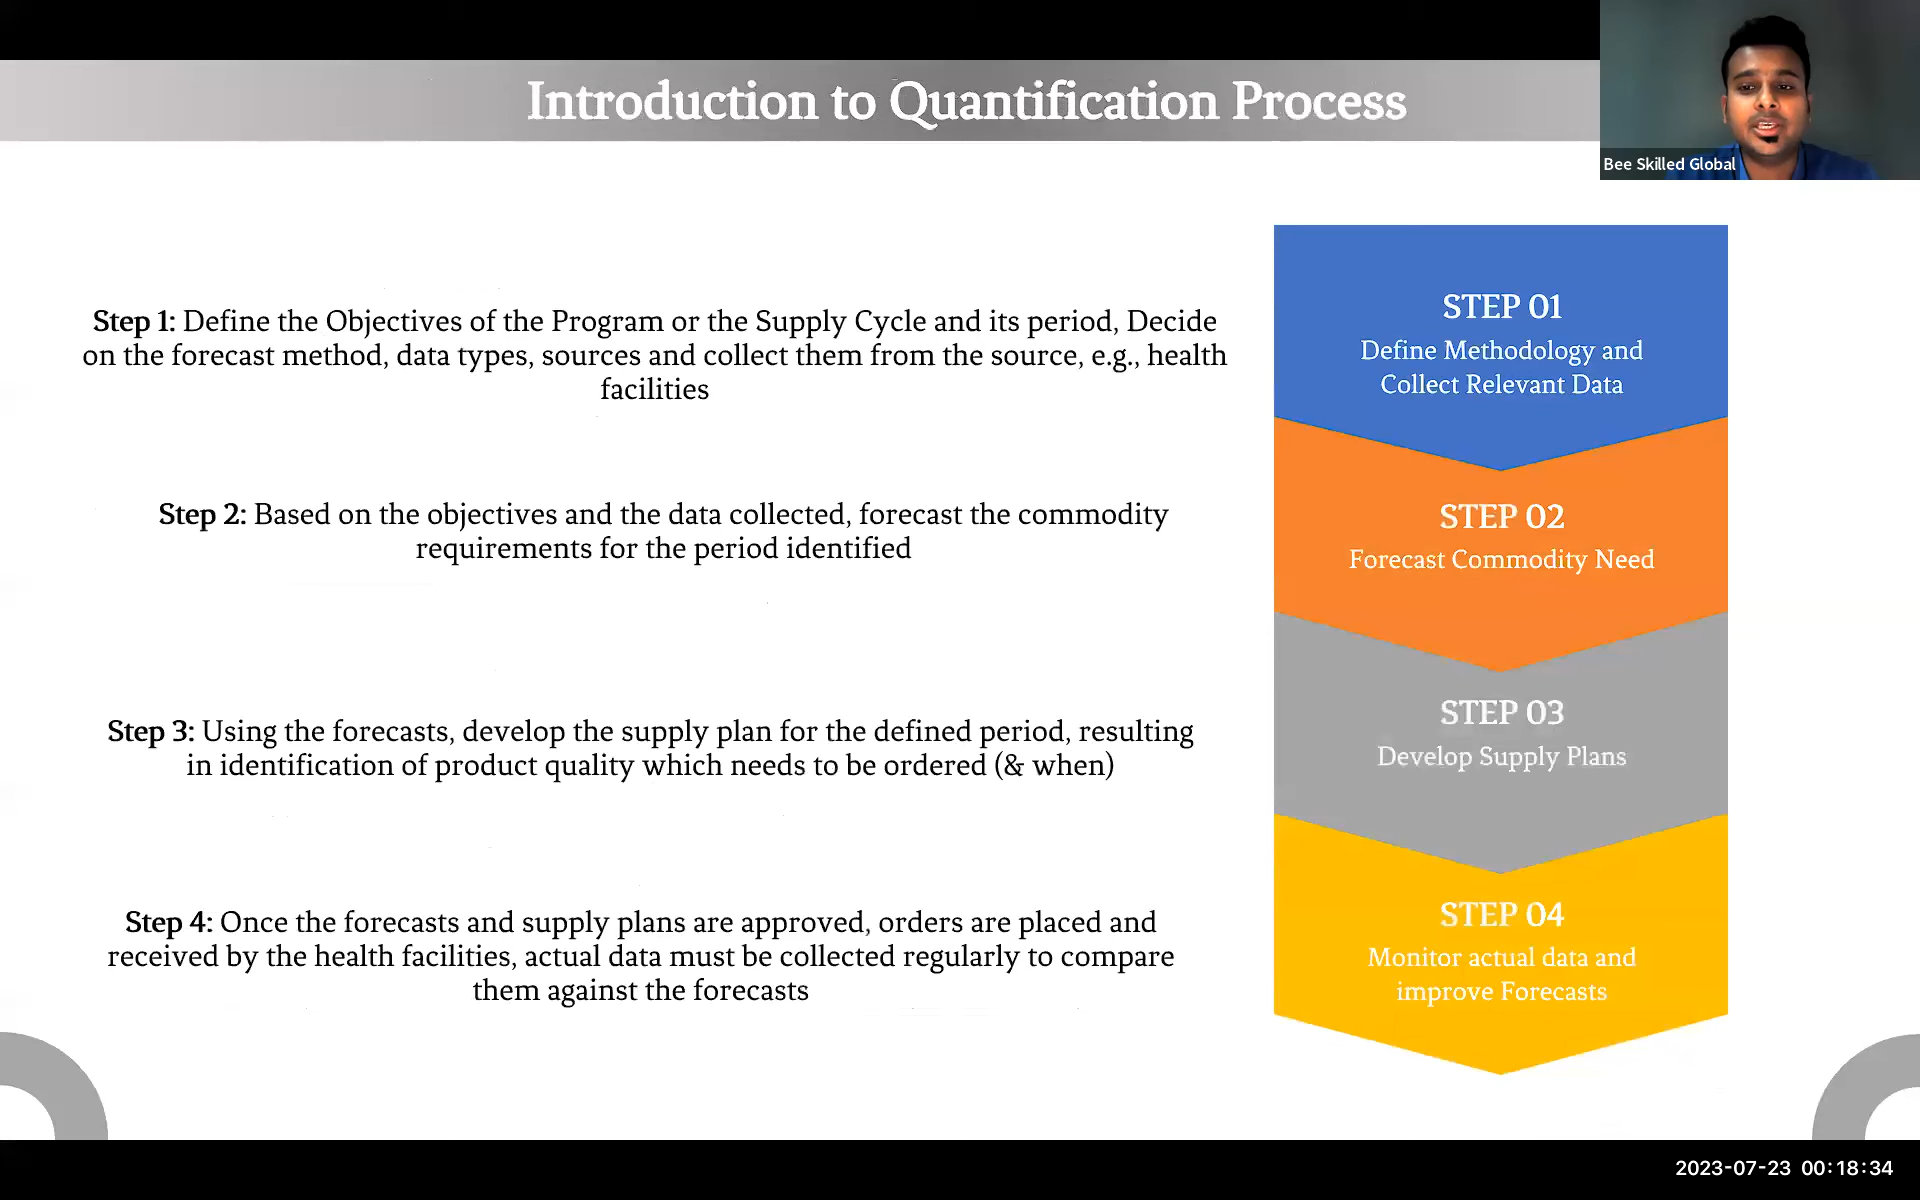 Introduction to Quantification Process
Bee Skilled Global
Step 1: Define the Objectives of the Program or the Supply Cycle and its period, Decide
on the forecast method, data types, sources and collect them from the source, e.g., health
facilities
Step 2: Based on the objectives and the data collected, forecast the commodity
requirements for the period identified
Step 3: Using the forecasts, develop the supply plan for the defined period, resulting
in identification of product quality which needs to be ordered (& when)
Step 4: Once the forecasts and supply plans are approved, orders are placed and
received by the health facilities, actual data must be collected regularly to compare
them against the forecasts
STEP 01
Define Methodology and
Collect Relevant Data
STEP 02
Forecast Commodity Need
STEP 03
Develop Supply Plans
STEP 04
Monitor actual data and
improve Forecasts
2023-07-23 00:18:34